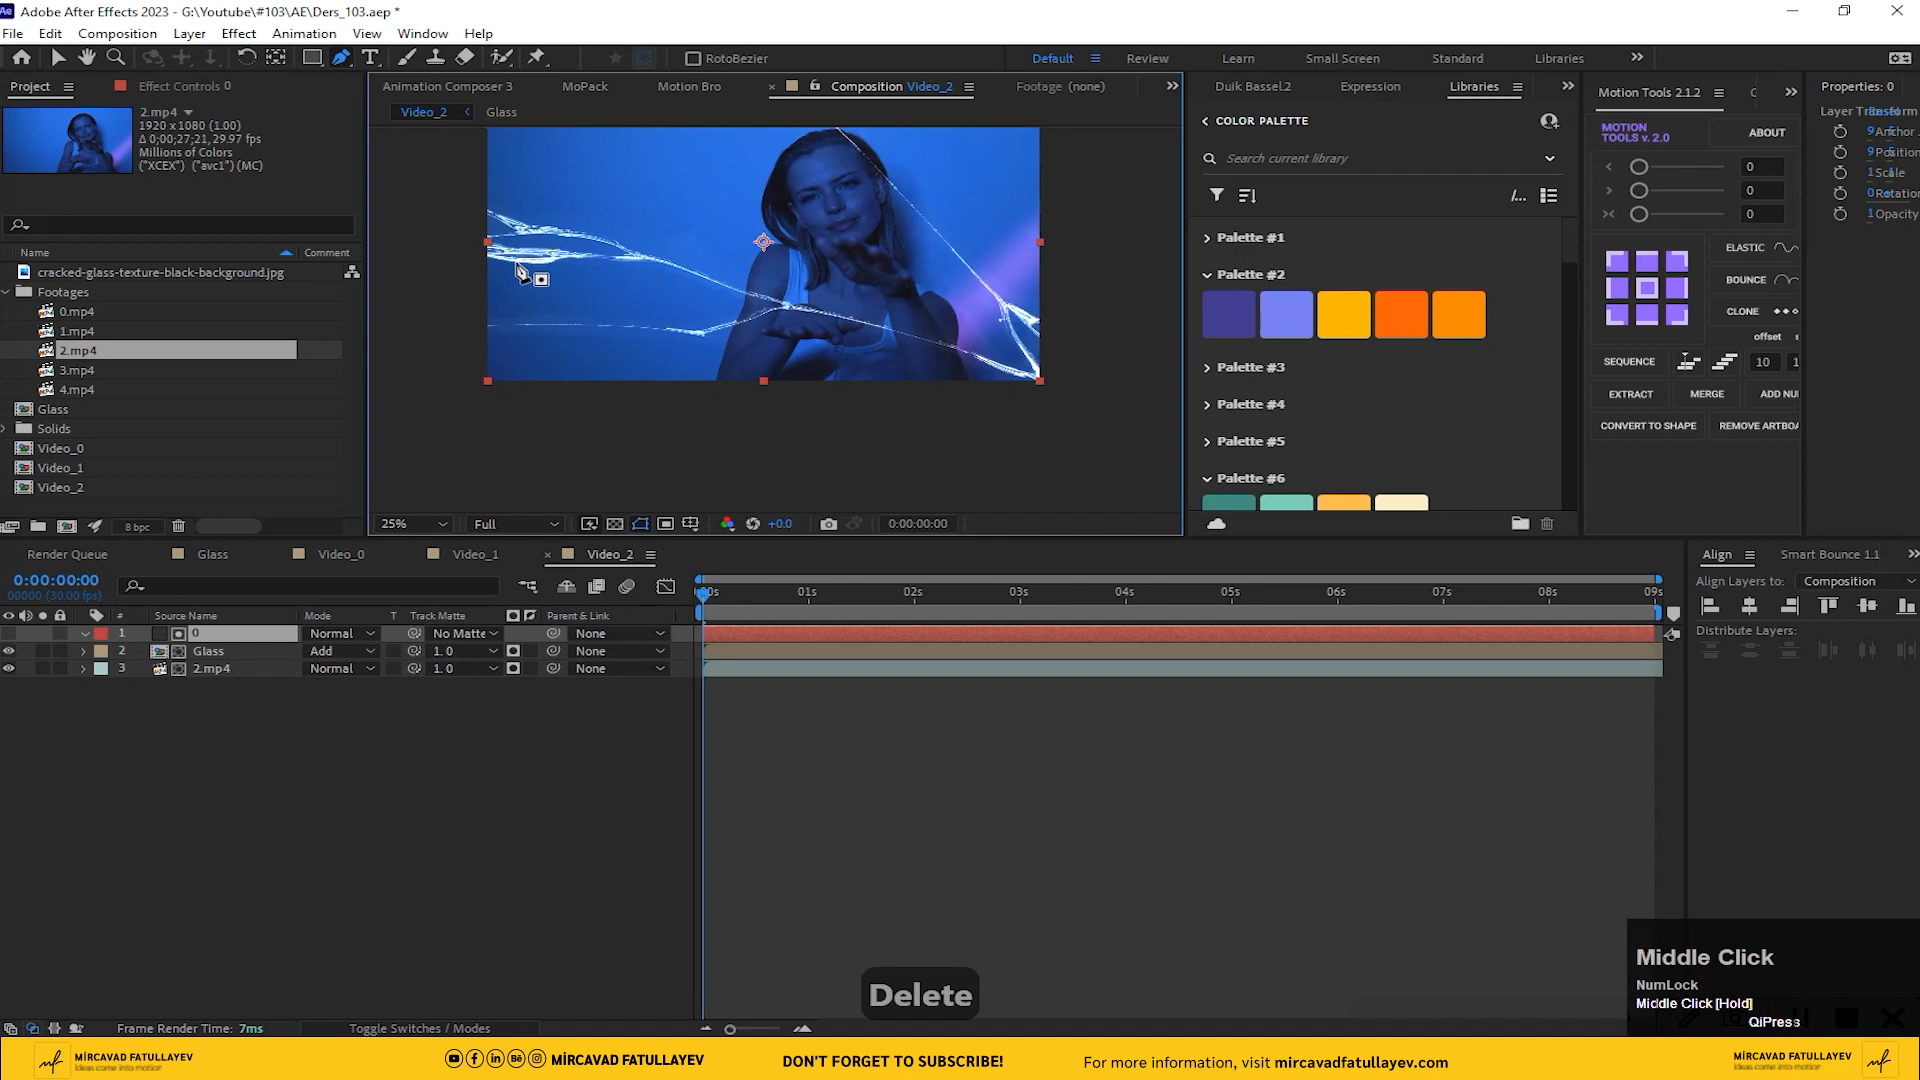 Ae Adobe After Effects 2023 - G:\Youtube\#103\AE\Ders_103.aep *
File Edit Composition Layer Effect Animation View Window Help
RotoBezier
Default Review Learn Small Screen Standard Libraries
Project Effect Controls 0
2.mp4
1920 x 1080 (1.00)
Δ 0;00;27;21, 29.97 fps
Millions of Colors
("XCEX") ("avc1") (MC)
Name Comment
cracked-glass-texture-black-background.jpg
Footages
0.mp4
1.mp4
2.mp4
3.mp4
4.mp4
Glass
Solids
Video_0
Video_1
Video_2
8 bpc
Animation Composer 3 MoPack Motion Bro Composition Video_2 Footage (none)
Video_2 Glass
25% Full +0.0 0:00:00:00
Duik Bassel.2 Expression Libraries
COLOR PALETTE
Search current library
Palette #1
Palette #2
Palette #3
Palette #4
Palette #5
Palette #6
Motion Tools 2.1.2
MOTION
TOOLS v. 2.0
ABOUT
0
0
0
ELASTIC
BOUNCE
CLONE
offset
SEQUENCE 10
EXTRACT MERGE ADD NU
CONVERT TO SHAPE REMOVE ARTBOA
Properties: 0
Layer Transform
Anchor
Position
Scale
Rotation
Opacity
Render Queue Glass Video_0 Video_1 Video_2
0:00:00:00
00000 (30.00 fps)
# Source Name Mode T Track Matte Parent & Link
1 0 Normal No Matte None
2 Glass Add 1. 0 None
3 2.mp4 Normal 1. 0 None
01s 02s 03s 04s 05s 06s 07s 08s 09s
Align Smart Bounce 1.1
Align Layers to: Composition
Distribute Layers:
Delete
Middle Click
NumLock
Middle Click [Hold]
QiPress
Frame Render Time: 7ms Toggle Switches / Modes
mf MİRCAVAD FATULLAYEV
Ideas come into motion
MİRCAVAD FATULLAYEV
DON'T FORGET TO SUBSCRIBE!
For more information, visit mircavadfatullayev.com
MİRCAVAD FATULLAYEV
Ideas come into motion
mf